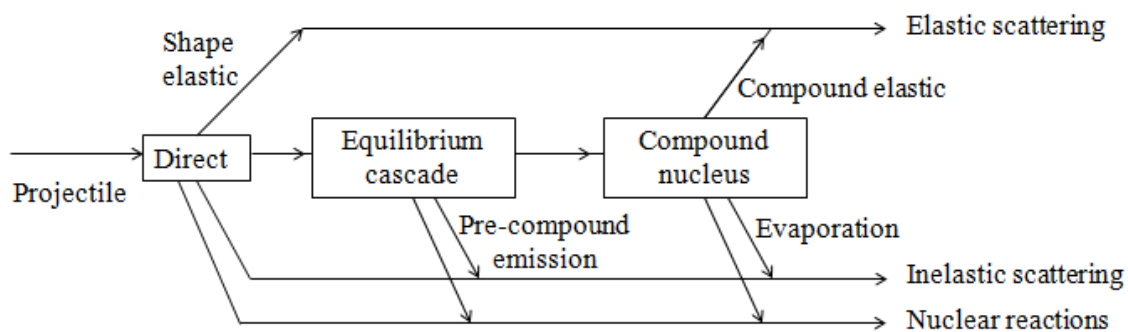 Shape
elastic
Elastic scattering
Compound elastic
Projectile
Direct
Equilibrium
cascade
Compound
nucleus
Pre-compound
emission
Evaporation
Inelastic scattering
Nuclear reactions